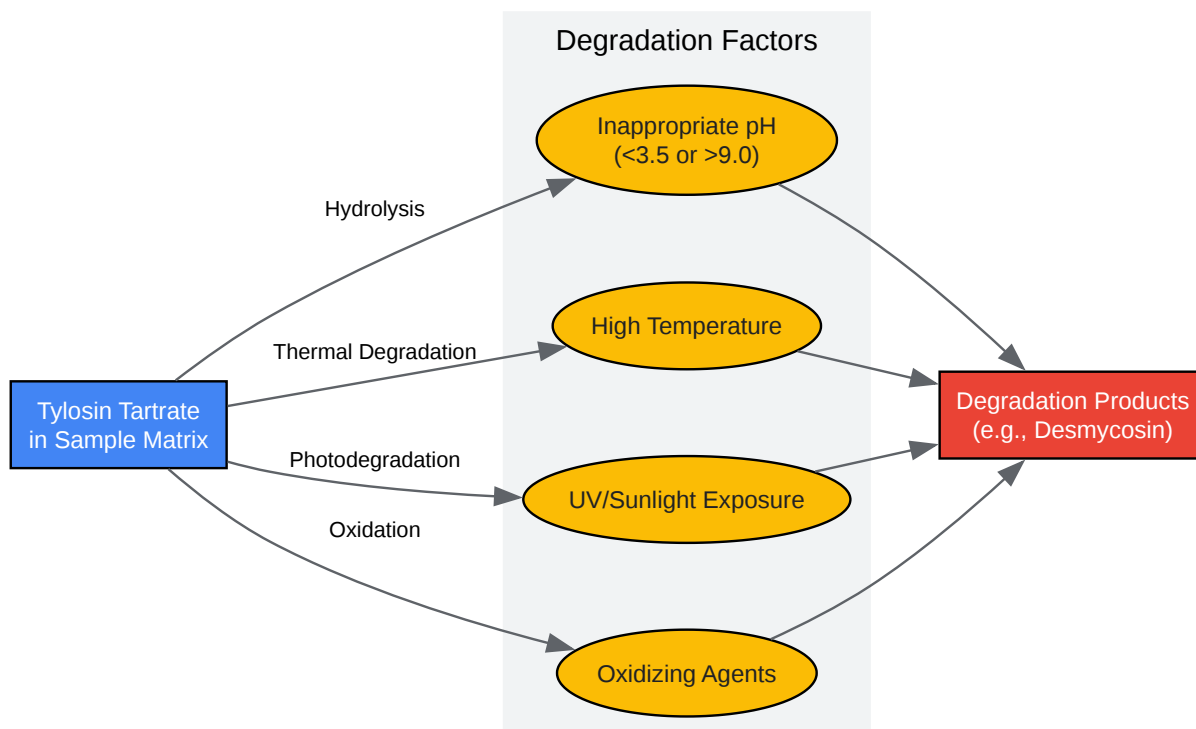 Degradation Factors
Inappropriate pH
(<3.5 or >9.0)
Hydrolysis
High Temperature
Thermal Degradation
Tylosin Tartrate
in Sample Matrix
Degradation Products
(e.g., Desmycosin)
Photodegradation
UV/Sunlight Exposure
Oxidation
Oxidizing Agents